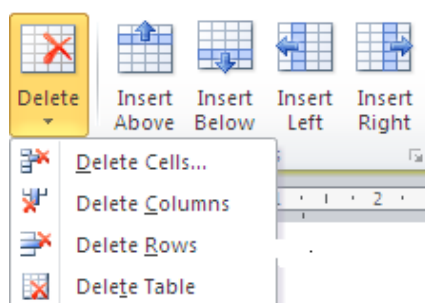 Delete
Insert Above
Insert Below
Insert Left
Insert Right
Delete Cells...
Delete Columns
Delete Rows
Delete Table
2